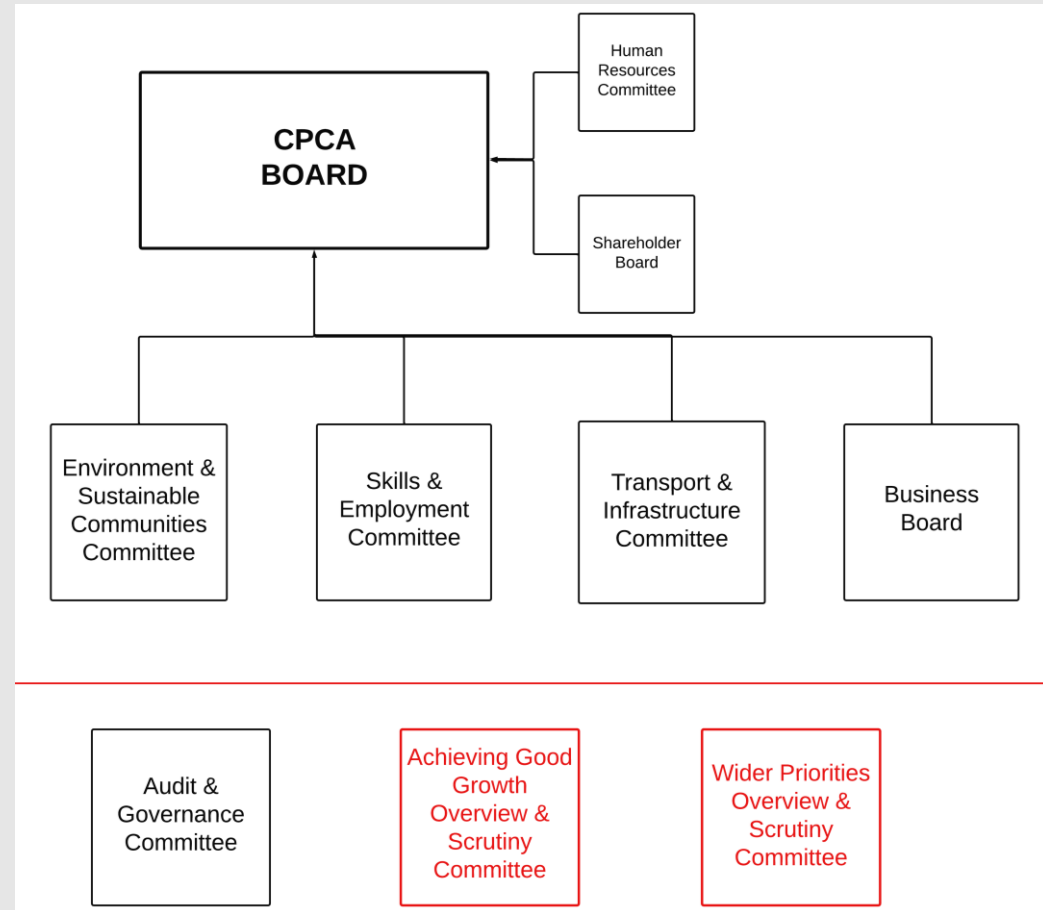 Human
Resources
Committee
CPCA
BOARD
Shareholder
Board
Environment &
Sustainable
Communities
Committee
Skills &
Employment
Committee
Transport &
Infrastructure
Committee
Business
Board
Audit &
Governance
Committee
Achieving Good
Growth
Overview &
Scrutiny
Committee
Wider Priorities
Overview &
Scrutiny
Committee